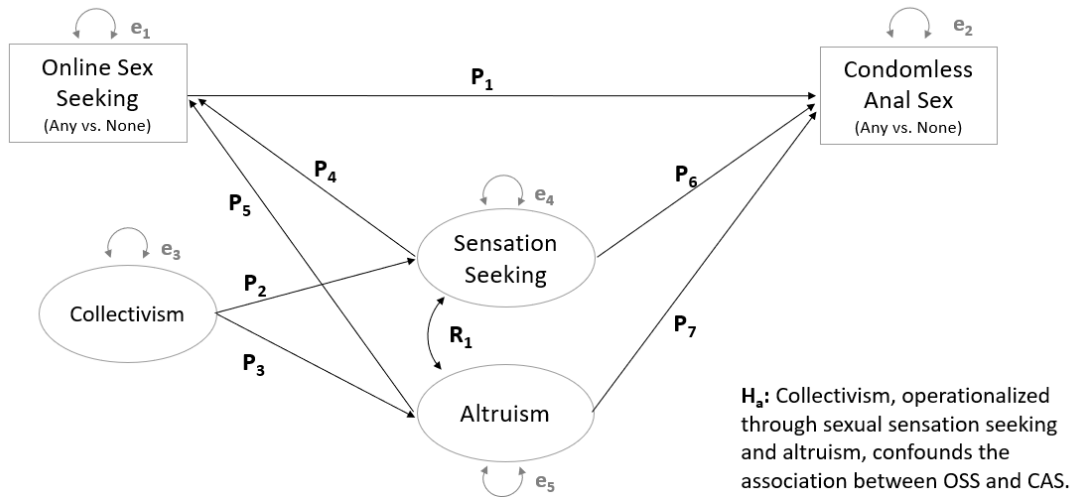 e1
e2
Online Sex
Seeking
(Any vs. None)
P1
Condomless
Anal Sex
(Any vs. None)
P4
P6
e4
P5
Sensation
Seeking
e3
P2
Collectivism
R1
P7
P3
Altruism
e5
Ha: Collectivism, operationalized
through sexual sensation seeking
and altruism, confounds the
association between OSS and CAS.